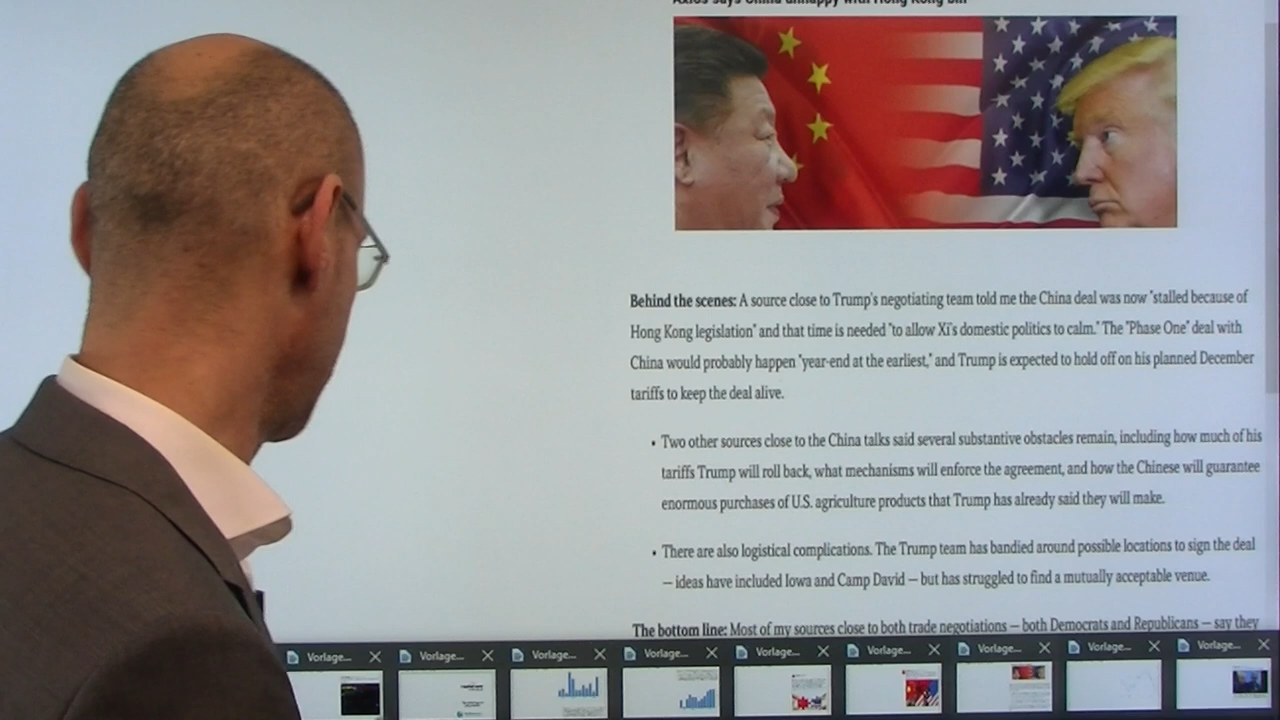 Axios says China unhappy with Hong Kong bill
Behind the scenes: A source close to Trump's negotiating team told me the China deal was now "stalled because of
Hong Kong legislation" and that time is needed "to allow Xi's domestic politics to calm." The "Phase One" deal with
China would probably happen "year-end at the earliest," and Trump is expected to hold off on his planned December
tariffs to keep the deal alive.
• Two other sources close to the China talks said several substantive obstacles remain, including how much of his
tariffs Trump will roll back, what mechanisms will enforce the agreement, and how the Chinese will guarantee
enormous purchases of U.S. agriculture products that Trump has already said they will make.
• There are also logistical complications. The Trump team has bandied around possible locations to sign the deal
— ideas have included Iowa and Camp David — but has struggled to find a mutually acceptable venue.
The bottom line: Most of my sources close to both trade negotiations — both Democrats and Republicans — say they
Vorlage... Vorlage... Vorlage... Vorlage... Vorlage... Vorlage... Vorlage... Vorlage... Vorlage...